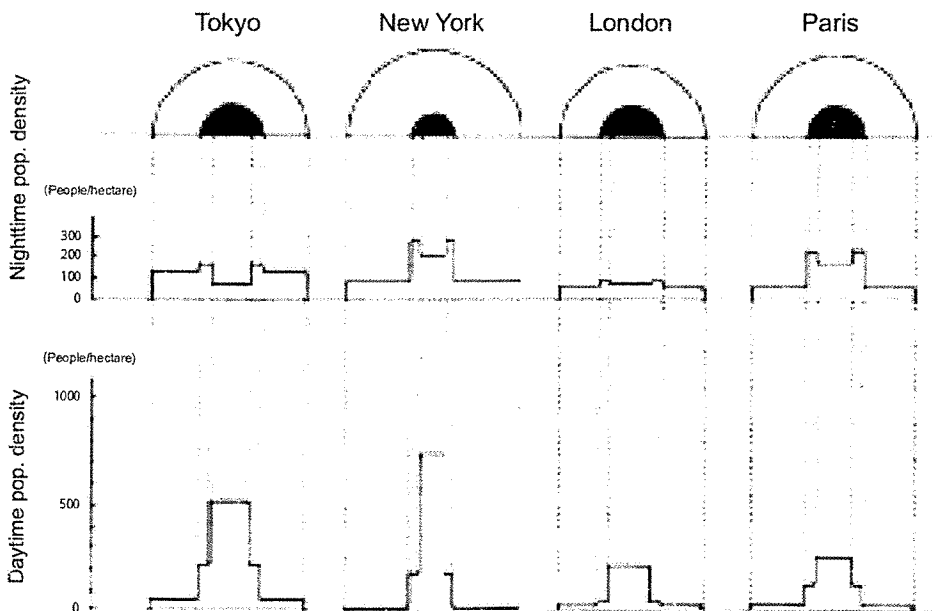 Tokyo New York London Paris
Nighttime pop. density
(People/hectare)
300
200
100
0
Daytime pop. density
(People/hectare)
1000
500
200
0